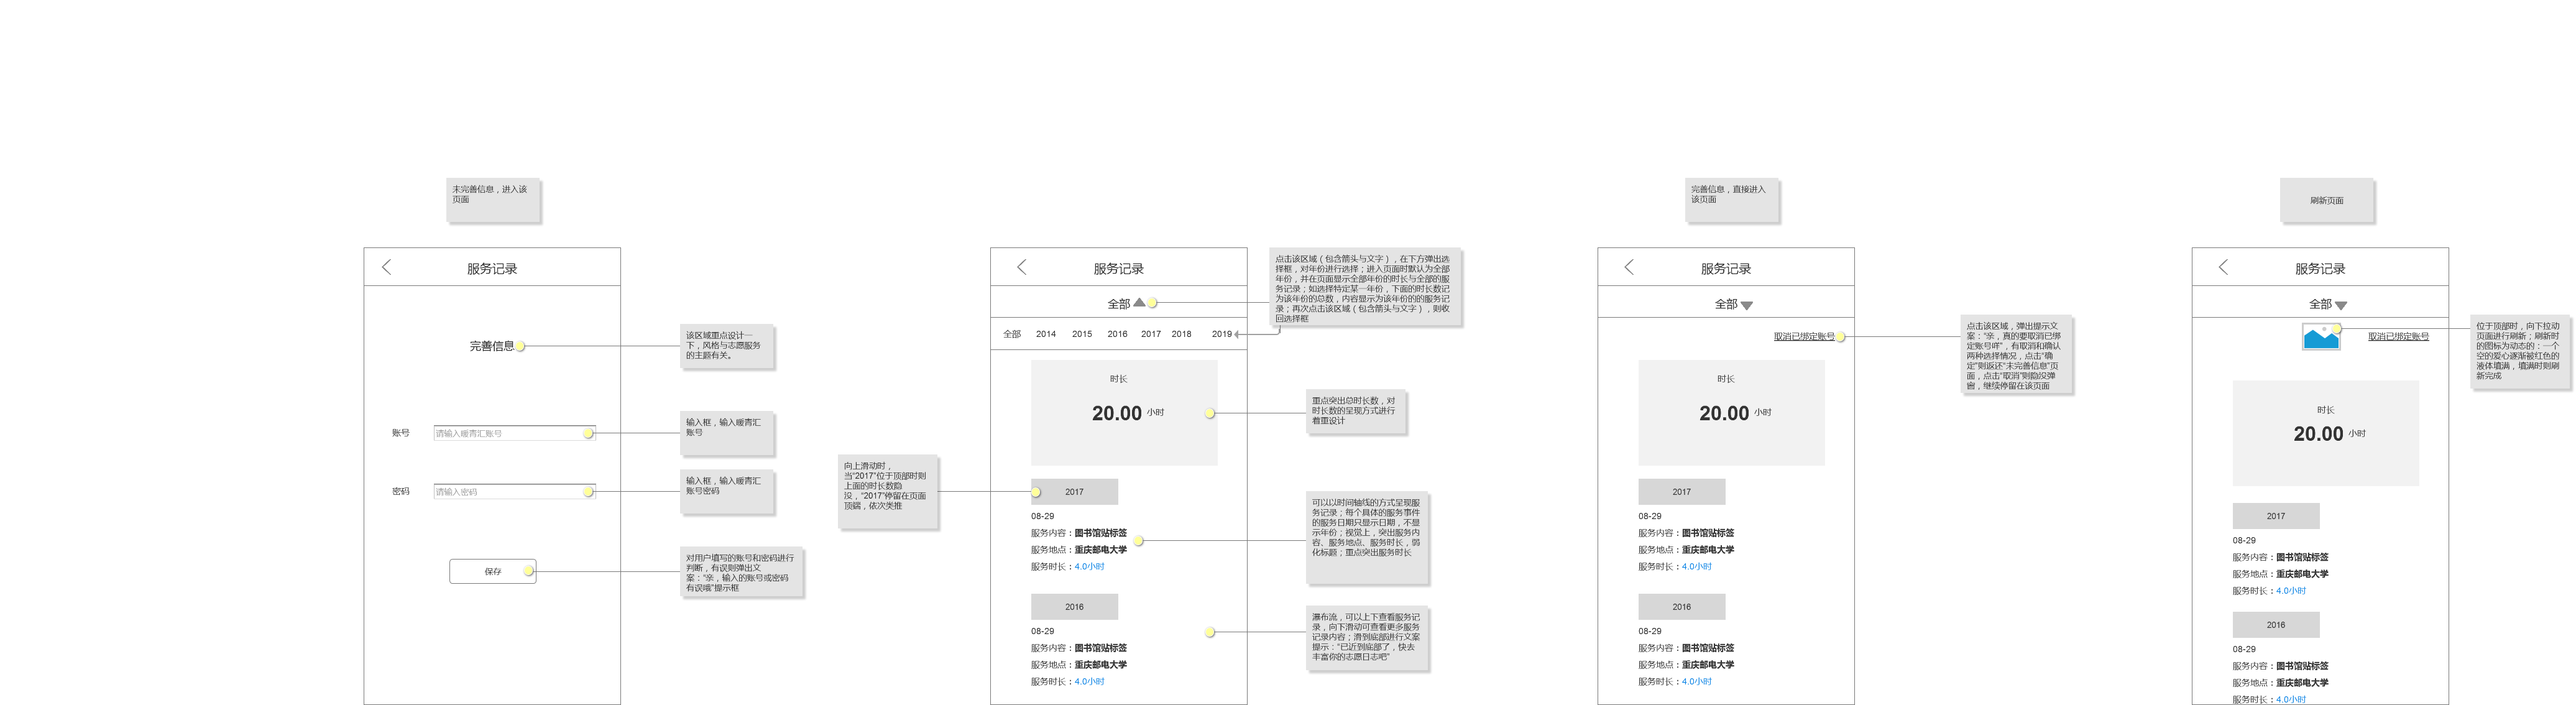 未完善信息，进入该
页面
服务记录
完善信息
该区域重点设计一
下，风格与志愿服务
的主题有关。
账号
请输入暖青汇账号
输入框，输入暖青汇
账号
密码
请输入密码
输入框，输入暖青汇
账号密码
保存
对用户填写的账号和密码进行
判断，有误则弹出文
案：“亲，输入的账号或密码
有误哦”提示框
服务记录
全部
点击该区域（包含箭头与文字），在下方弹出选
择框，对年份进行选择；进入页面时默认为全部
年份，并在页面显示全部年份的时长与全部的服
务记录；如选择特定某一年份，下面的时长数记
为该年份的总数，内容显示为该年份的的服务记
录；再次点击该区域（包含箭头与文字），则收
回选择框
全部 2014 2015 2016 2017 2018 2019
时长
20.00 小时
重点突出总时长数，对
时长数的呈现方式进行
着重设计
向上滑动时，
当“2017”位于顶部时则
上面的时长数隐
没，“2017”停留在页面
顶端，依次类推
2017
08-29
服务内容：图书馆贴标签
服务地点：重庆邮电大学
服务时长：4.0小时
可以以时间轴线的方式呈现服
务记录；每个具体的服务事件
的服务日期只显示日期，不显
示年份；视觉上，突出服务内
容、服务地点、服务时长，弱
化标题；重点突出服务时长
2016
08-29
服务内容：图书馆贴标签
服务地点：重庆邮电大学
服务时长：4.0小时
瀑布流，可以上下查看服务记
录，向下滑动可查看更多服务
记录内容；滑到底部进行文案
提示：“已近到底部了，快去
丰富你的志愿日志吧”
完善信息，直接进入
该页面
服务记录
全部
取消已绑定账号
点击该区域，弹出提示文
案：“亲，真的要取消已绑
定账号咩”，有取消和确认
两种选择情况，点击“确
定”则返还“未完善信息”页
面，点击“取消”则隐没弹
窗，继续停留在该页面
时长
20.00 小时
2017
08-29
服务内容：图书馆贴标签
服务地点：重庆邮电大学
服务时长：4.0小时
2016
08-29
服务内容：图书馆贴标签
服务地点：重庆邮电大学
服务时长：4.0小时
刷新页面
服务记录
全部
取消已绑定账号
位于顶部时，向下拉动
页面进行刷新；刷新时
的图标为动态的：一个
空的爱心逐渐被红色的
液体填满，填满时则刷
新完成
时长
20.00 小时
2017
08-29
服务内容：图书馆贴标签
服务地点：重庆邮电大学
服务时长：4.0小时
2016
08-29
服务内容：图书馆贴标签
服务地点：重庆邮电大学
服务时长：4.0小时